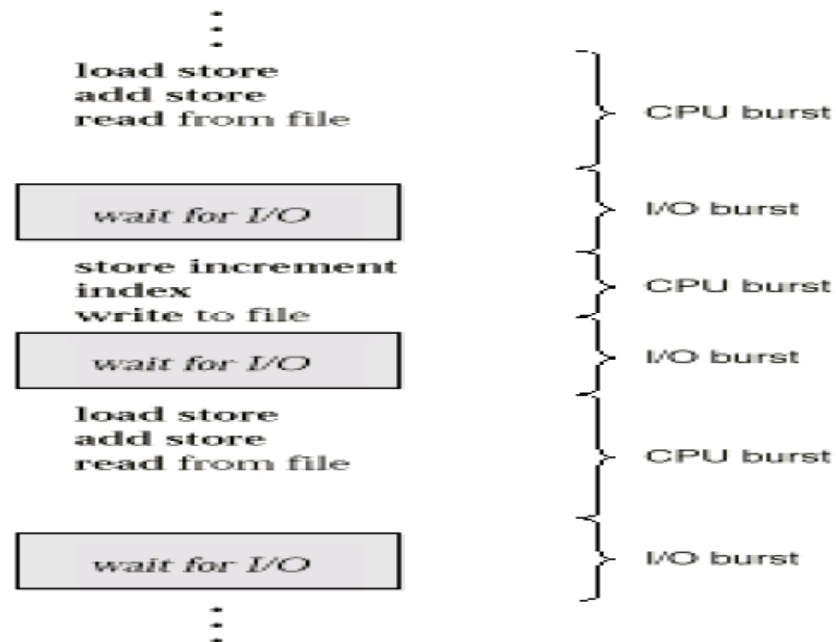 load store
add store
read from file
CPU burst
wait for I/O
I/O burst
store increment
index
write to file
CPU burst
wait for I/O
I/O burst
load store
add store
read from file
CPU burst
wait for I/O
I/O burst